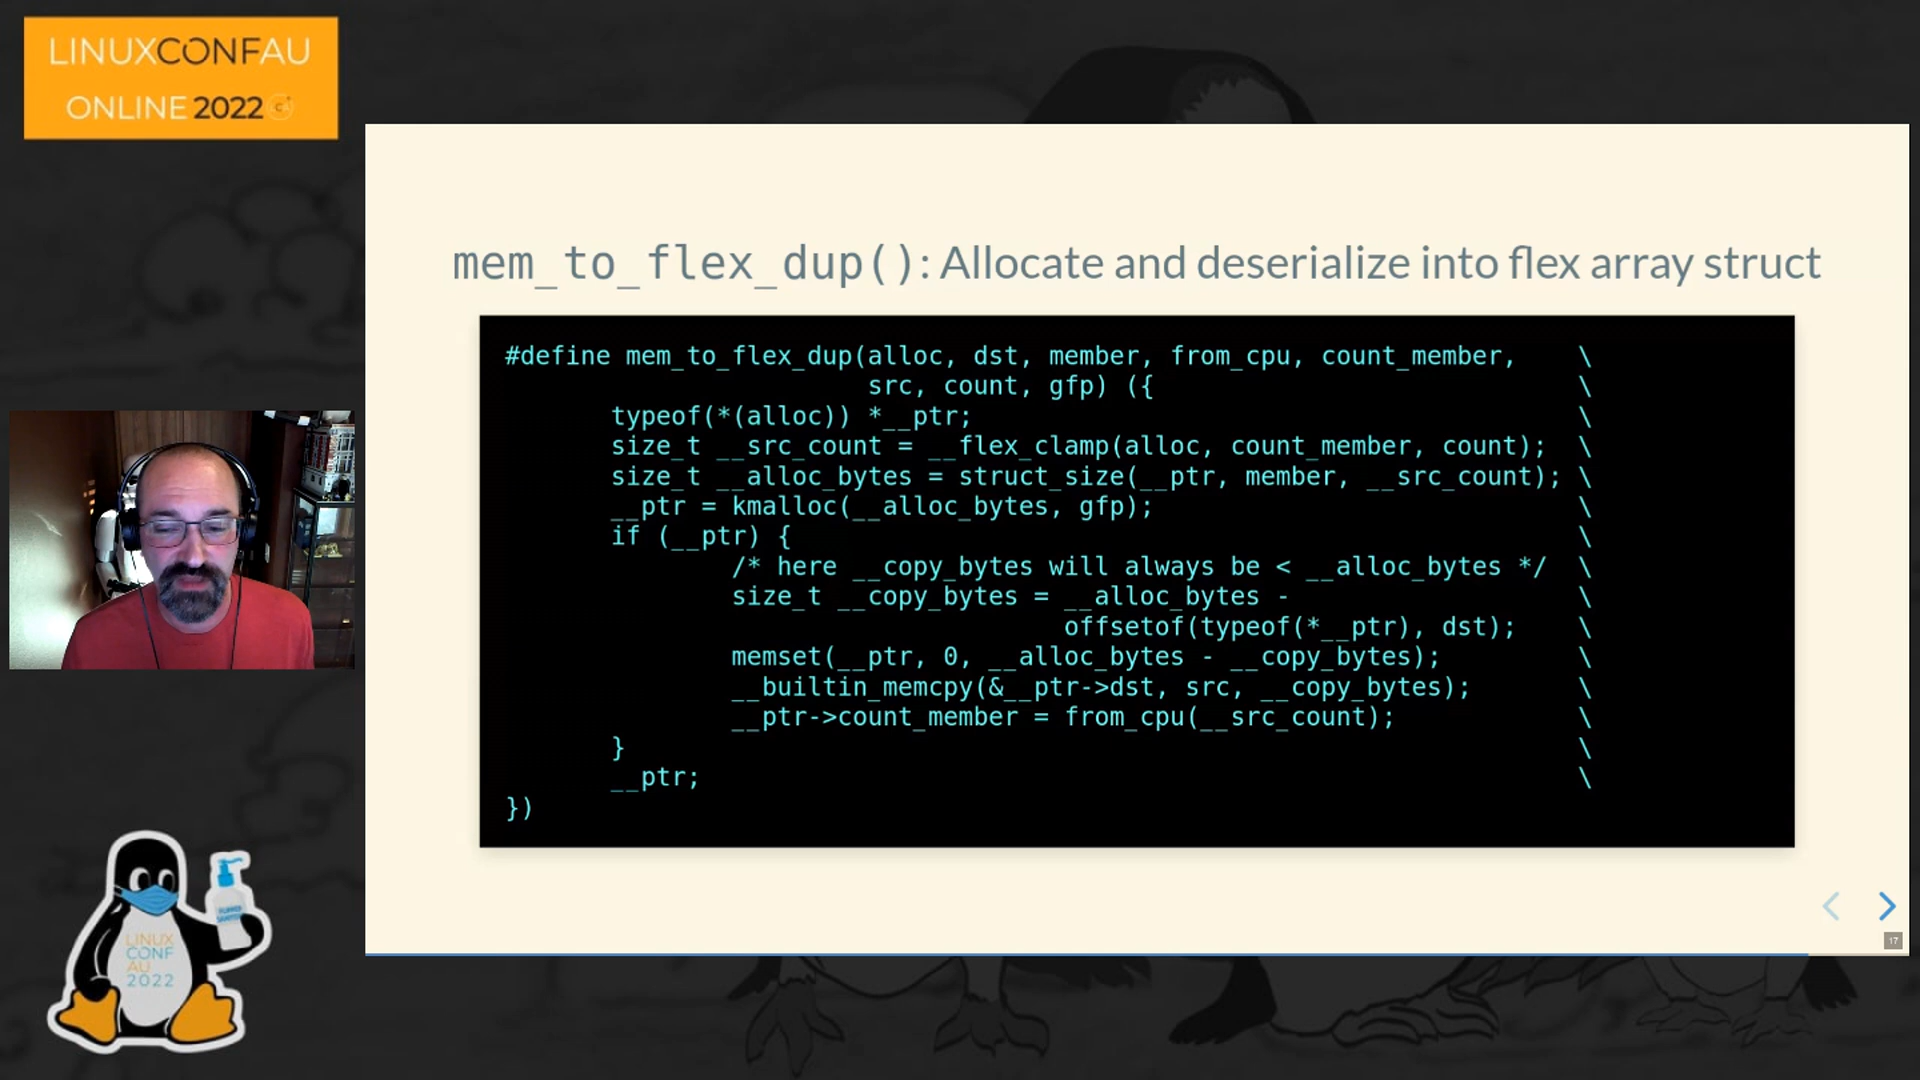 LINUXCONFAU
ONLINE 2022
mem_to_flex_dup(): Allocate and deserialize into flex array struct
#define mem_to_flex_dup(alloc, dst, member, from_cpu, count_member, \
src, count, gfp) ({ \
typeof(*(alloc)) *__ptr; \
size_t __src_count = __flex_clamp(alloc, count_member, count); \
size_t __alloc_bytes = struct_size(__ptr, member, __src_count); \
__ptr = kmalloc(__alloc_bytes, gfp); \
if (__ptr) { \
/* here __copy_bytes will always be < __alloc_bytes */ \
size_t __copy_bytes = __alloc_bytes - \
offsetof(typeof(*__ptr), dst); \
memset(__ptr, 0, __alloc_bytes - __copy_bytes); \
__builtin_memcpy(&__ptr->dst, src, __copy_bytes); \
__ptr->count_member = from_cpu(__src_count); \
} \
__ptr; \
})
17
LINUX
CONF
AU
2022